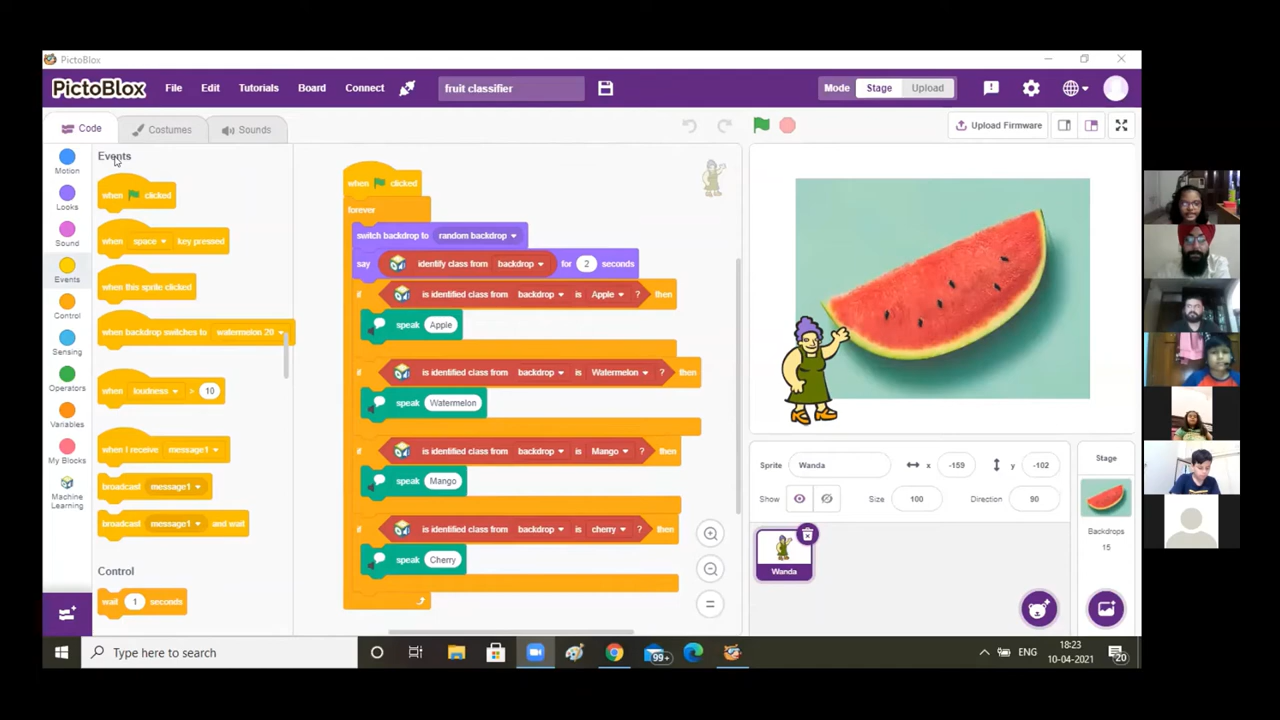 PictoBlox
PictoBlox File Edit Tutorials Board Connect fruit classifier Mode Stage Upload
Code Costumes Sounds Upload Firmware
Motion
Looks
Sound
Events
Control
Sensing
Operators
Variables
My Blocks
Machine
Learning
Events
when clicked
when space key pressed
when this sprite clicked
when backdrop switches to watermelon 20
when loudness > 10
when I receive message1
broadcast message1
broadcast message1 and wait
Control
wait 1 seconds
when clicked
forever
switch backdrop to random backdrop
say identify class from backdrop for 2 seconds
if is identified class from backdrop is Apple ? then
speak Apple
if is identified class from backdrop is Watermelon ? then
speak Watermelon
if is identified class from backdrop is Mango ? then
speak Mango
if is identified class from backdrop is cherry ? then
speak Cherry
Sprite Wanda x -159 y -102
Show Size 100 Direction 90
Wanda
Stage
Backdrops
15
Type here to search
99+
ENG
18:23
10-04-2021
20